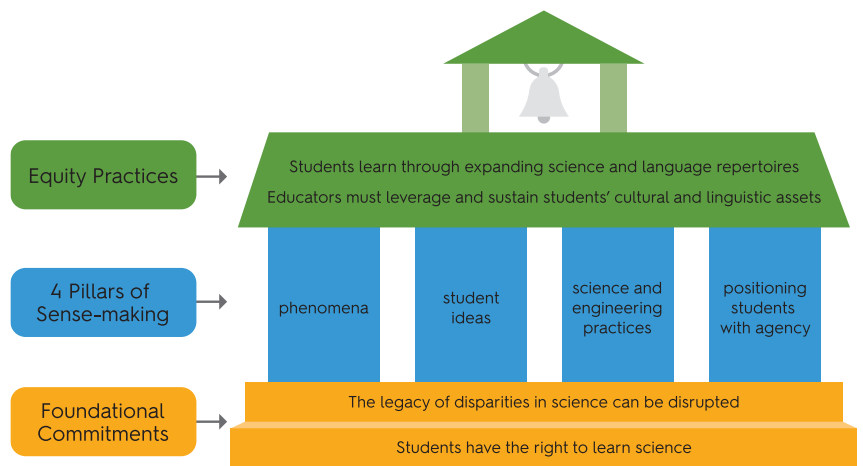 Equity Practices
Students learn through expanding science and language repertoires
Educators must leverage and sustain students’ cultural and linguistic assets
4 Pillars of
Sense-making
phenomena
student
ideas
science and
engineering
practices
positioning
students
with agency
Foundational
Commitments
The legacy of disparities in science can be disrupted
Students have the right to learn science